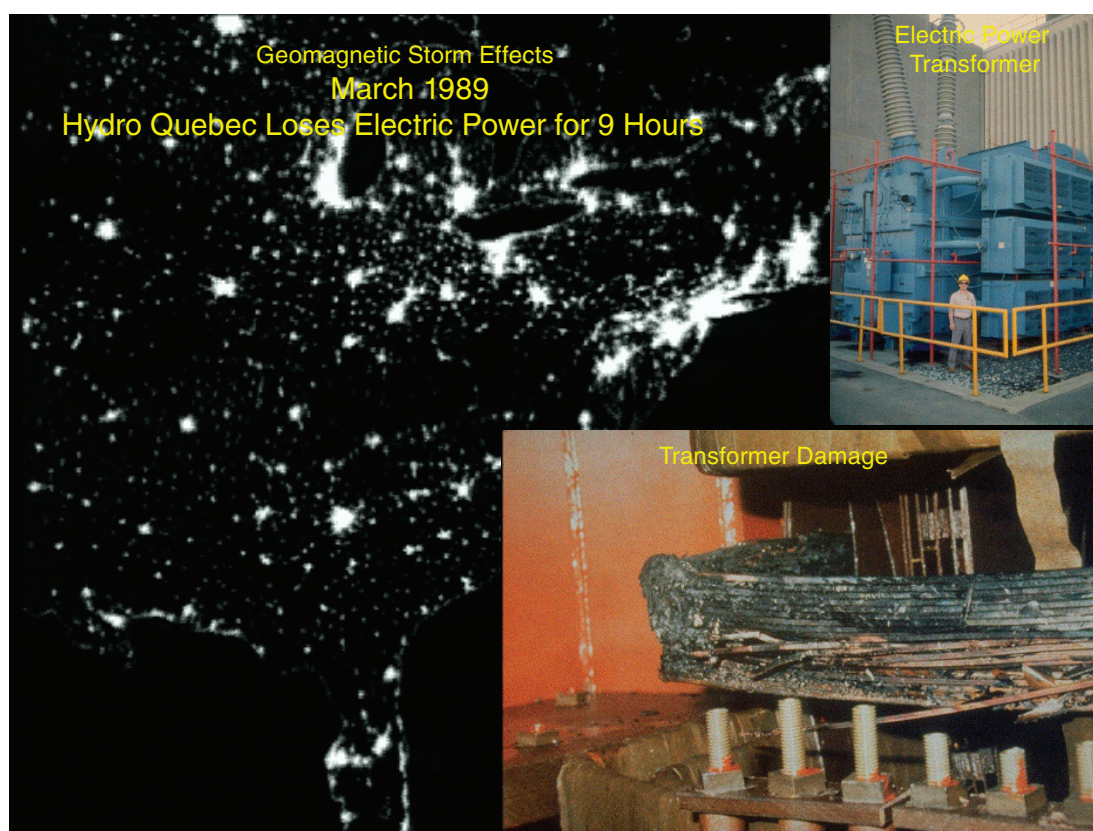 Geomagnetic Storm Effects
March 1989
Hydro Quebec Loses Electric Power for 9 Hours
Electric Power
Transformer
Transformer Damage